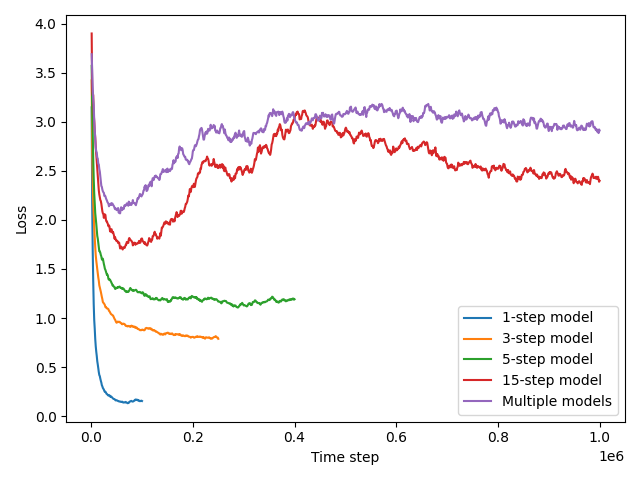 4.0
3.5
3.0
2.5
2.0
1.5
1.0
0.5
0.0
Loss
0.0 0.2 0.4 0.6 0.8 1.0
1e6
Time step
1-step model
3-step model
5-step model
15-step model
Multiple models